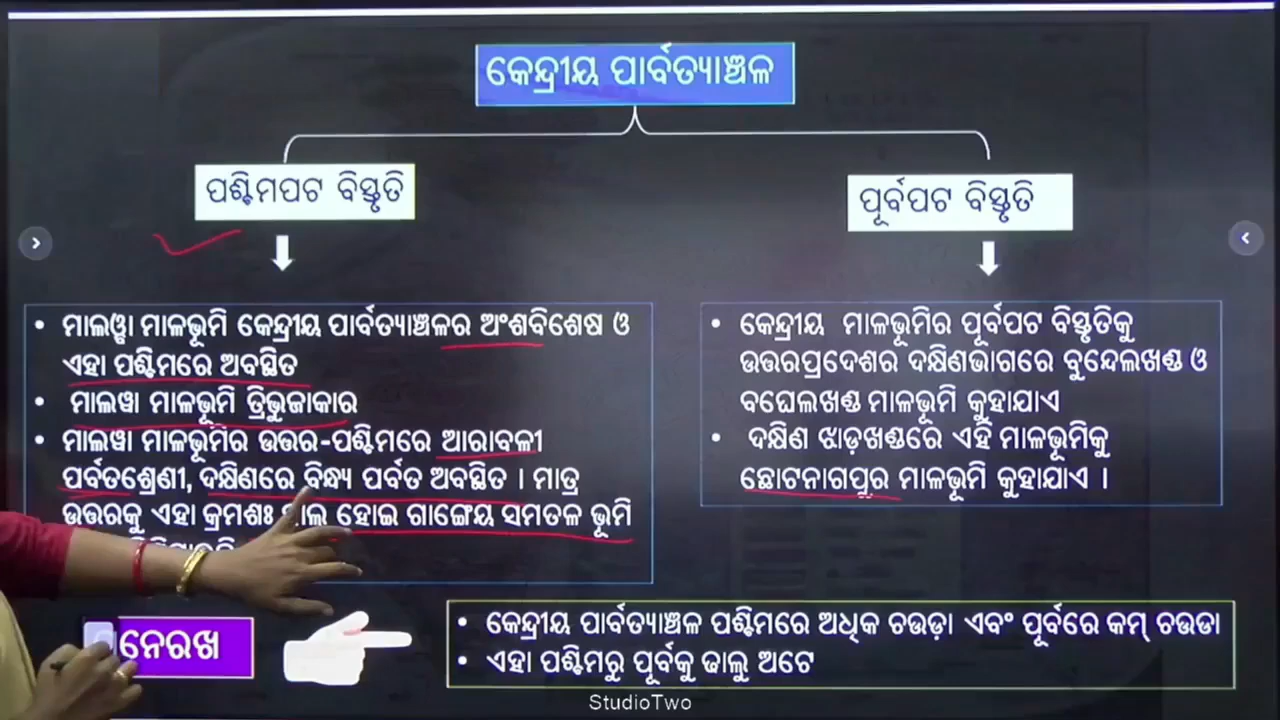 କେନ୍ଦ୍ରୀୟ ପାର୍ବତ୍ୟାଞ୍ଚଳ
ପଶ୍ଚିମପଟ ବିସ୍ତୃତି
ପୂର୍ବପଟ ବିସ୍ତୃତି
• ମାଲୱା ମାଳଭୂମି କେନ୍ଦ୍ରୀୟ ପାର୍ବତ୍ୟାଞ୍ଚଳର ଅଂଶବିଶେଷ ଓ
ଏହା ପଶ୍ଚିମରେ ଅବସ୍ଥିତ
• ମାଲୱା ମାଳଭୂମି ତ୍ରିଭୁଜାକାର
• ମାଲୱା ମାଳଭୂମିର ଉତ୍ତର-ପଶ୍ଚିମରେ ଆରାବଳୀ
ପର୍ବତଶ୍ରେଣୀ, ଦକ୍ଷିଣରେ ବିନ୍ଧ୍ୟ ପର୍ବତ ଅବସ୍ଥିତ । ମାତ୍ର
ଉତ୍ତରକୁ ଏହା କ୍ରମଶଃ ହୋଇ ଗାଙ୍ଗେୟ ସମତଳ ଭୂମି
• କେନ୍ଦ୍ରୀୟ ମାଳଭୂମିର ପୂର୍ବପଟ ବିସ୍ତୃତିକୁ
ଉତ୍ତରପ୍ରଦେଶର ଦକ୍ଷିଣଭାଗରେ ବୁନ୍ଦେଲଖଣ୍ଡ ଓ
ବଘେଲଖଣ୍ଡ ମାଳଭୂମି କୁହାଯାଏ
• ଦକ୍ଷିଣ ଝାଡ଼ଖଣ୍ଡରେ ଏହି ମାଳଭୂମିକୁ
ଛୋଟନାଗପୁର ମାଳଭୂମି କୁହାଯାଏ ।
ନେରଖ
• କେନ୍ଦ୍ରୀୟ ପାର୍ବତ୍ୟାଞ୍ଚଳ ପଶ୍ଚିମରେ ଅଧିକ ଚଉଡ଼ା ଏବଂ ପୂର୍ବରେ କମ୍ ଚଉଡା
• ଏହା ପଶ୍ଚିମରୁ ପୂର୍ବକୁ ଢାଲୁ ଅଟେ
StudioTwo